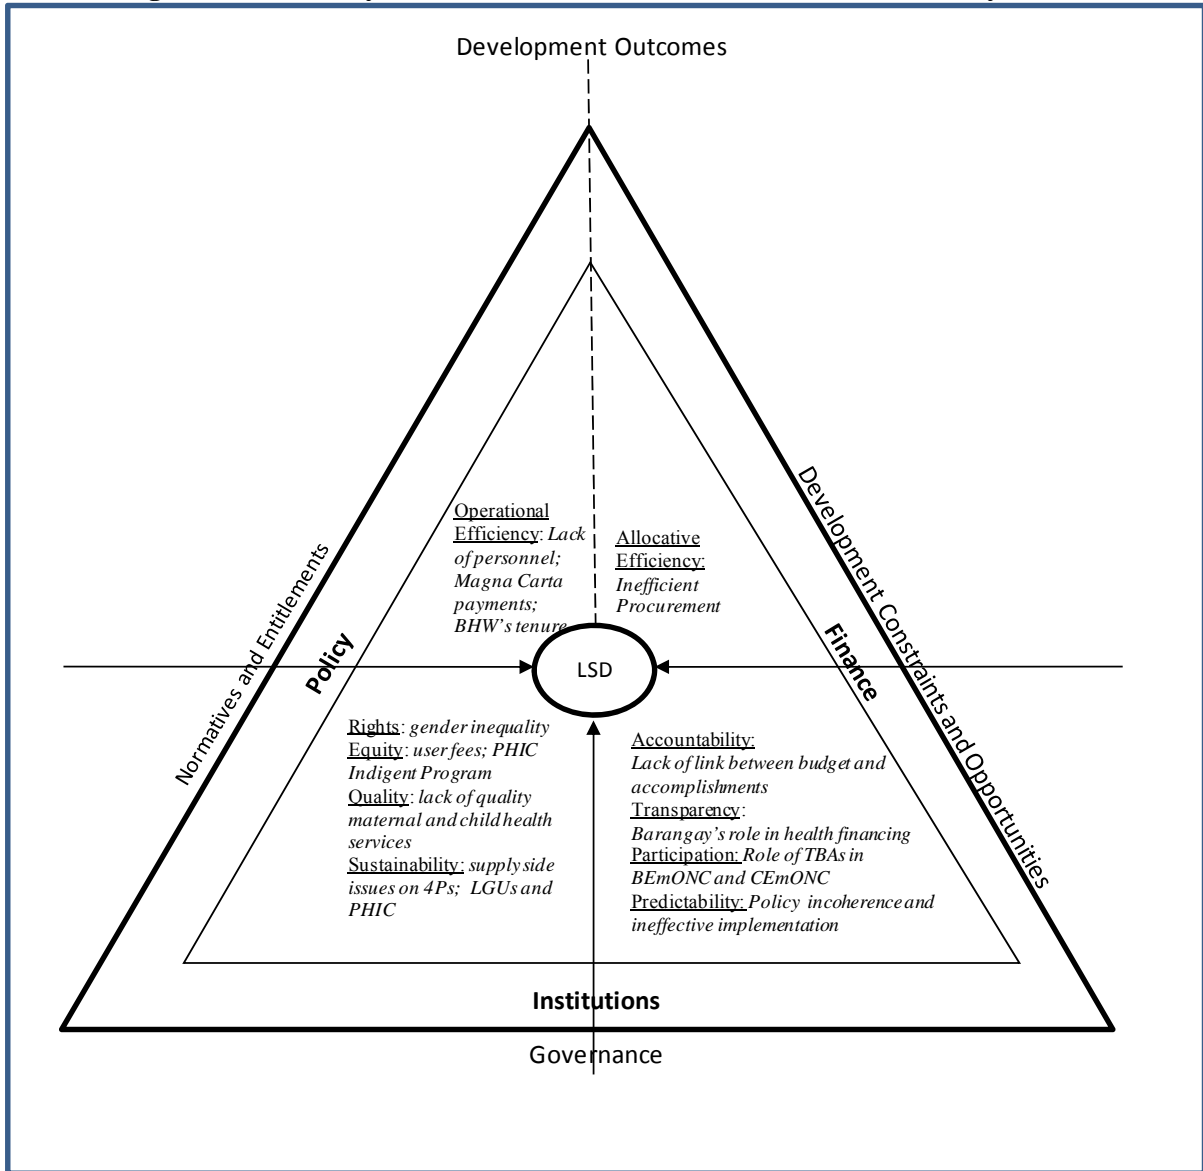 Development Outcomes
Normatives and Entitlements
Policy
Development Constraints and Opportunities
Finance
Operational
Efficiency: Lack
of personnel;
Magna Carta
payments;
BHW's tenure
Allocative
Efficiency:
Inefficient
Procurement
LSD
Rights: gender inequality
Equity: user fees; PHIC
Indigent Program
Quality: lack of quality
maternal and child health
services
Sustainability: supply side
issues on 4Ps; LGUs and
PHIC
Accountability:
Lack of link between budget and
accomplishments
Transparency:
Barangay's role in health financing
Participation: Role of TBAs in
BEmONC and CEmONC
Predictability: Policy incoherence and
ineffective implementation
Institutions
Governance